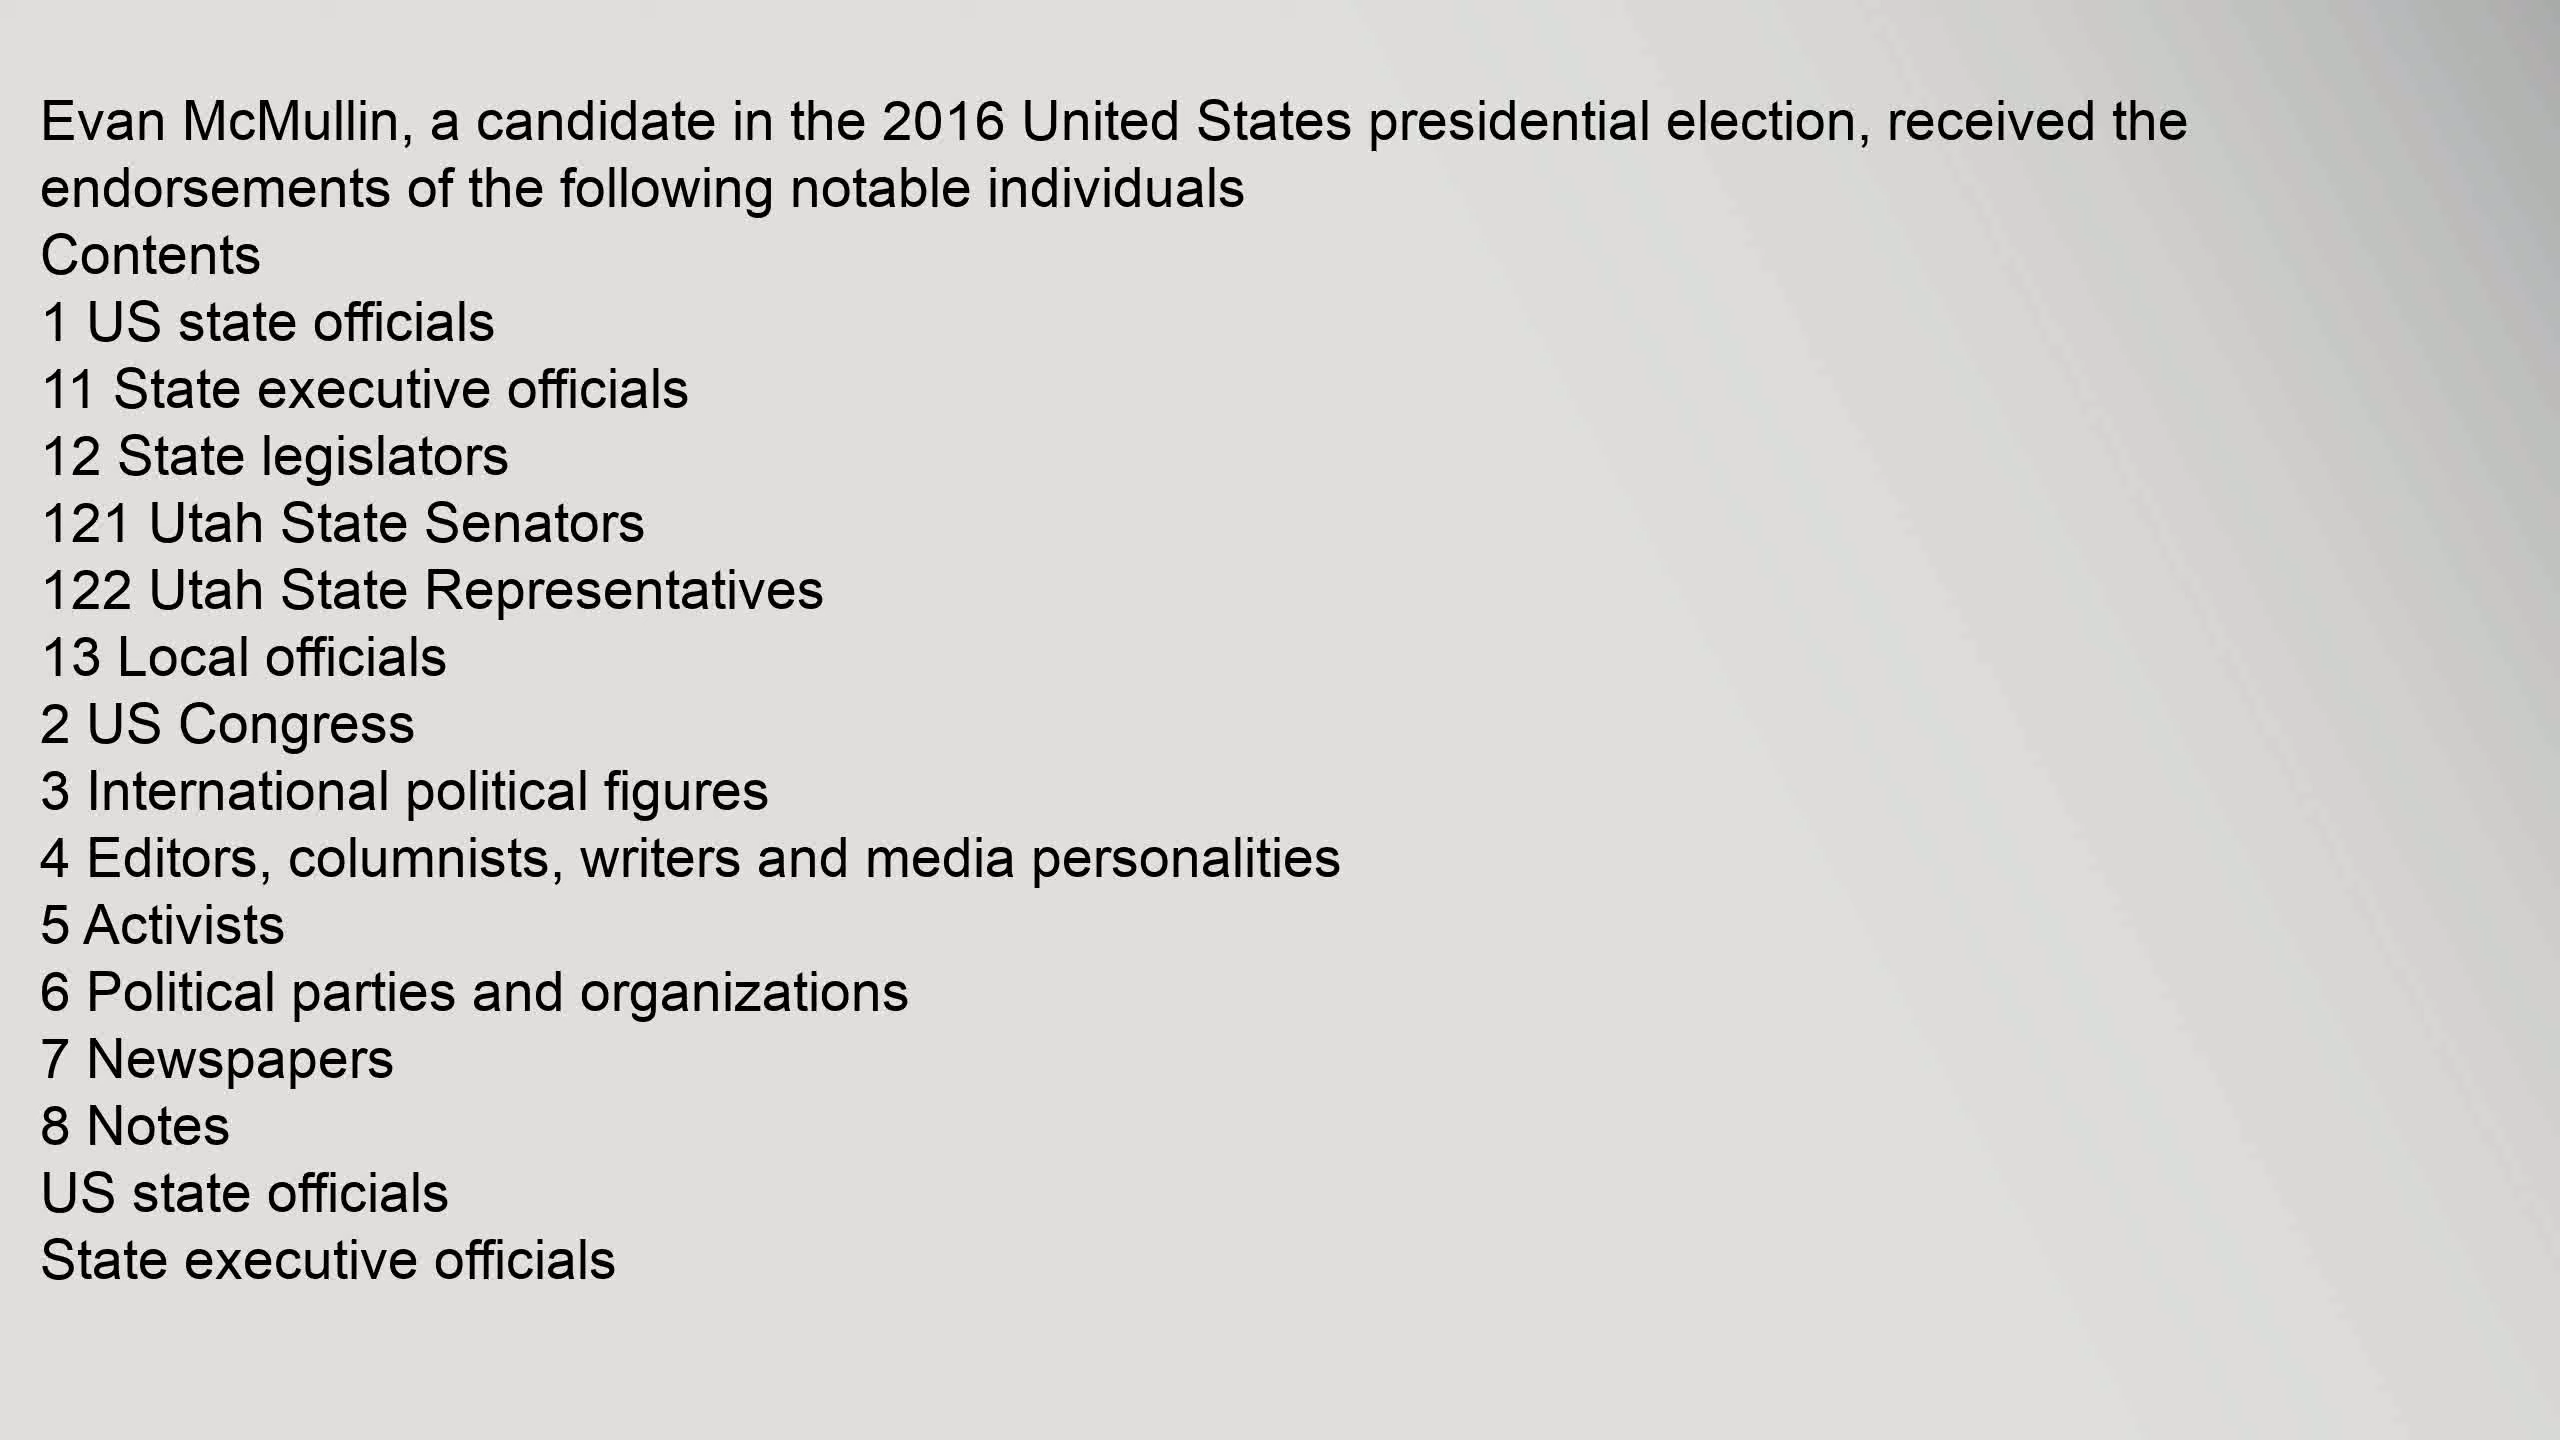 Evan McMullin, a candidate in the 2016 United States presidential election, received the
endorsements of the following notable individuals
Contents
1 US state officials
11 State executive officials
12 State legislators
121 Utah State Senators
122 Utah State Representatives
13 Local officials
2 US Congress
3 International political figures
4 Editors, columnists, writers and media personalities
5 Activists
6 Political parties and organizations
7 Newspapers
8 Notes
US state officials
State executive officials